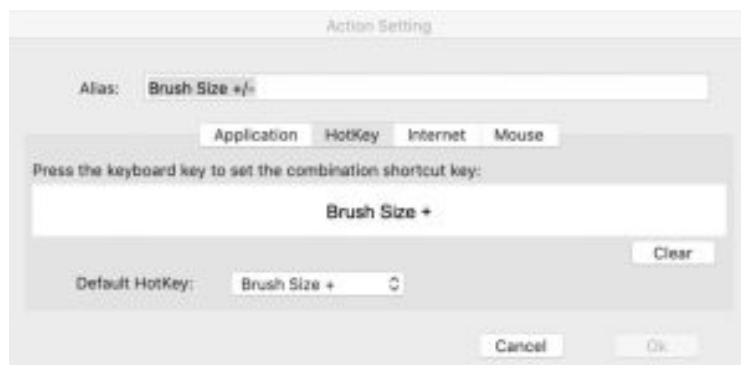 Action Setting
Alias: Brush Size +/-
Application HotKey Internet Mouse
Press the keyboard key to set the combination shortcut key:
Brush Size +
Clear
Default HotKey: Brush Size +
Cancel Ok